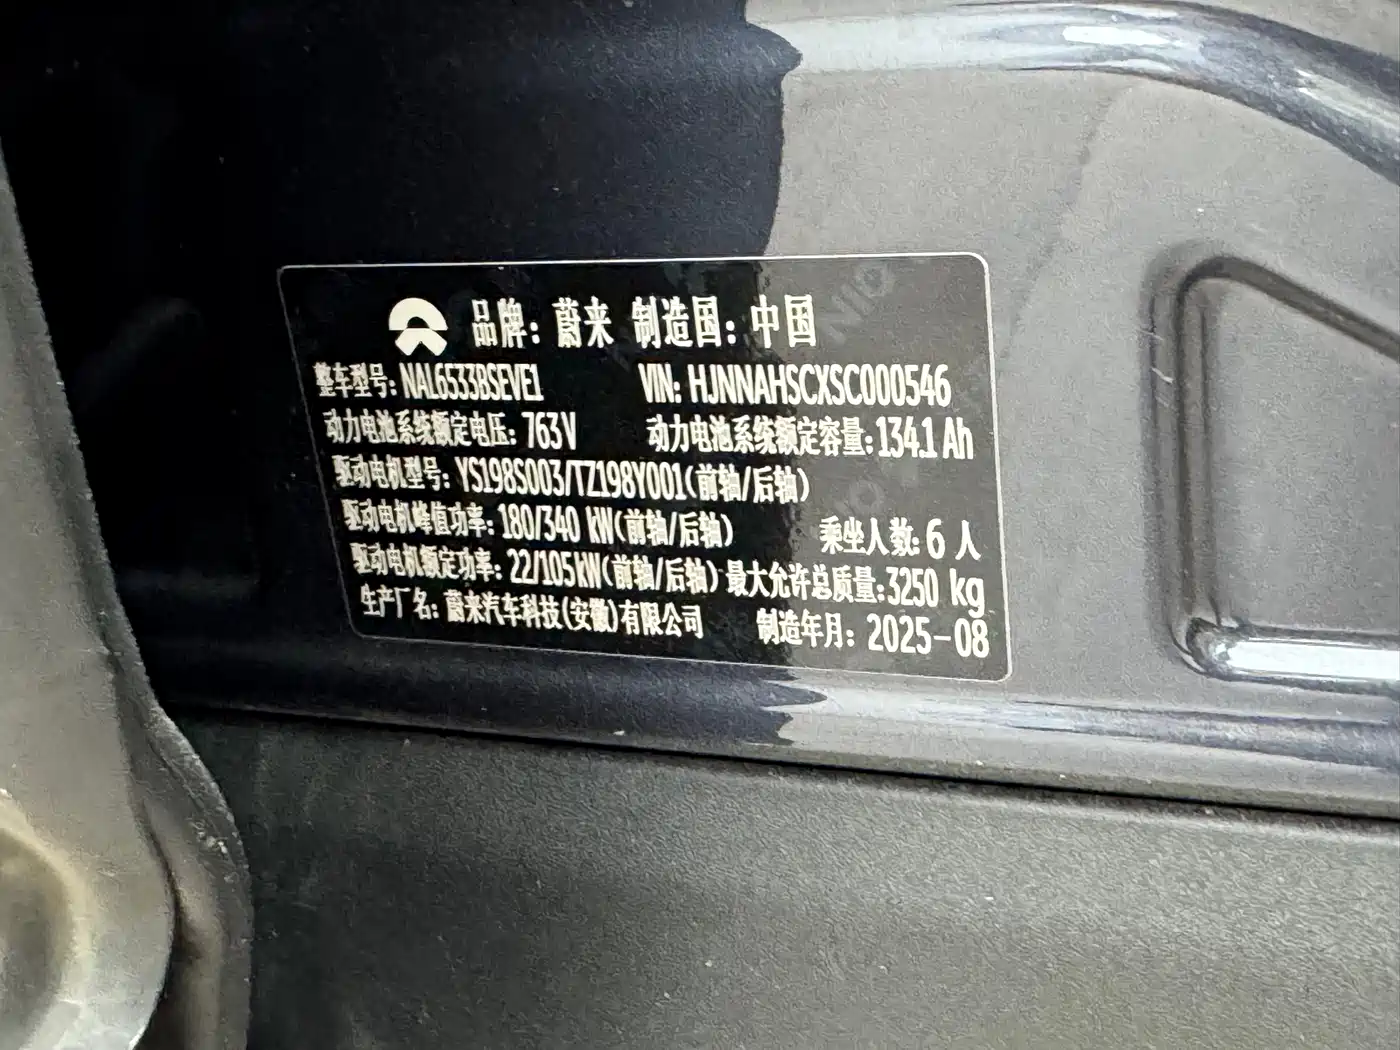 品牌: 蔚来 制造国: 中国
整车型号: NAL6533BSEVE1 VIN: HJNNAHSCXSC000546
动力电池系统额定电压: 763V 动力电池系统额定容量: 134.1 Ah
驱动电机型号: YS198S003/TZ198Y001(前轴/后轴)
驱动电机峰值功率: 180/340 kW(前轴/后轴) 乘坐人数: 6 人
驱动电机额定功率: 22/105kW(前轴/后轴) 最大允许总质量: 3250 kg
生产厂名: 蔚来汽车科技(安徽)有限公司 制造年月: 2025-08
NIO